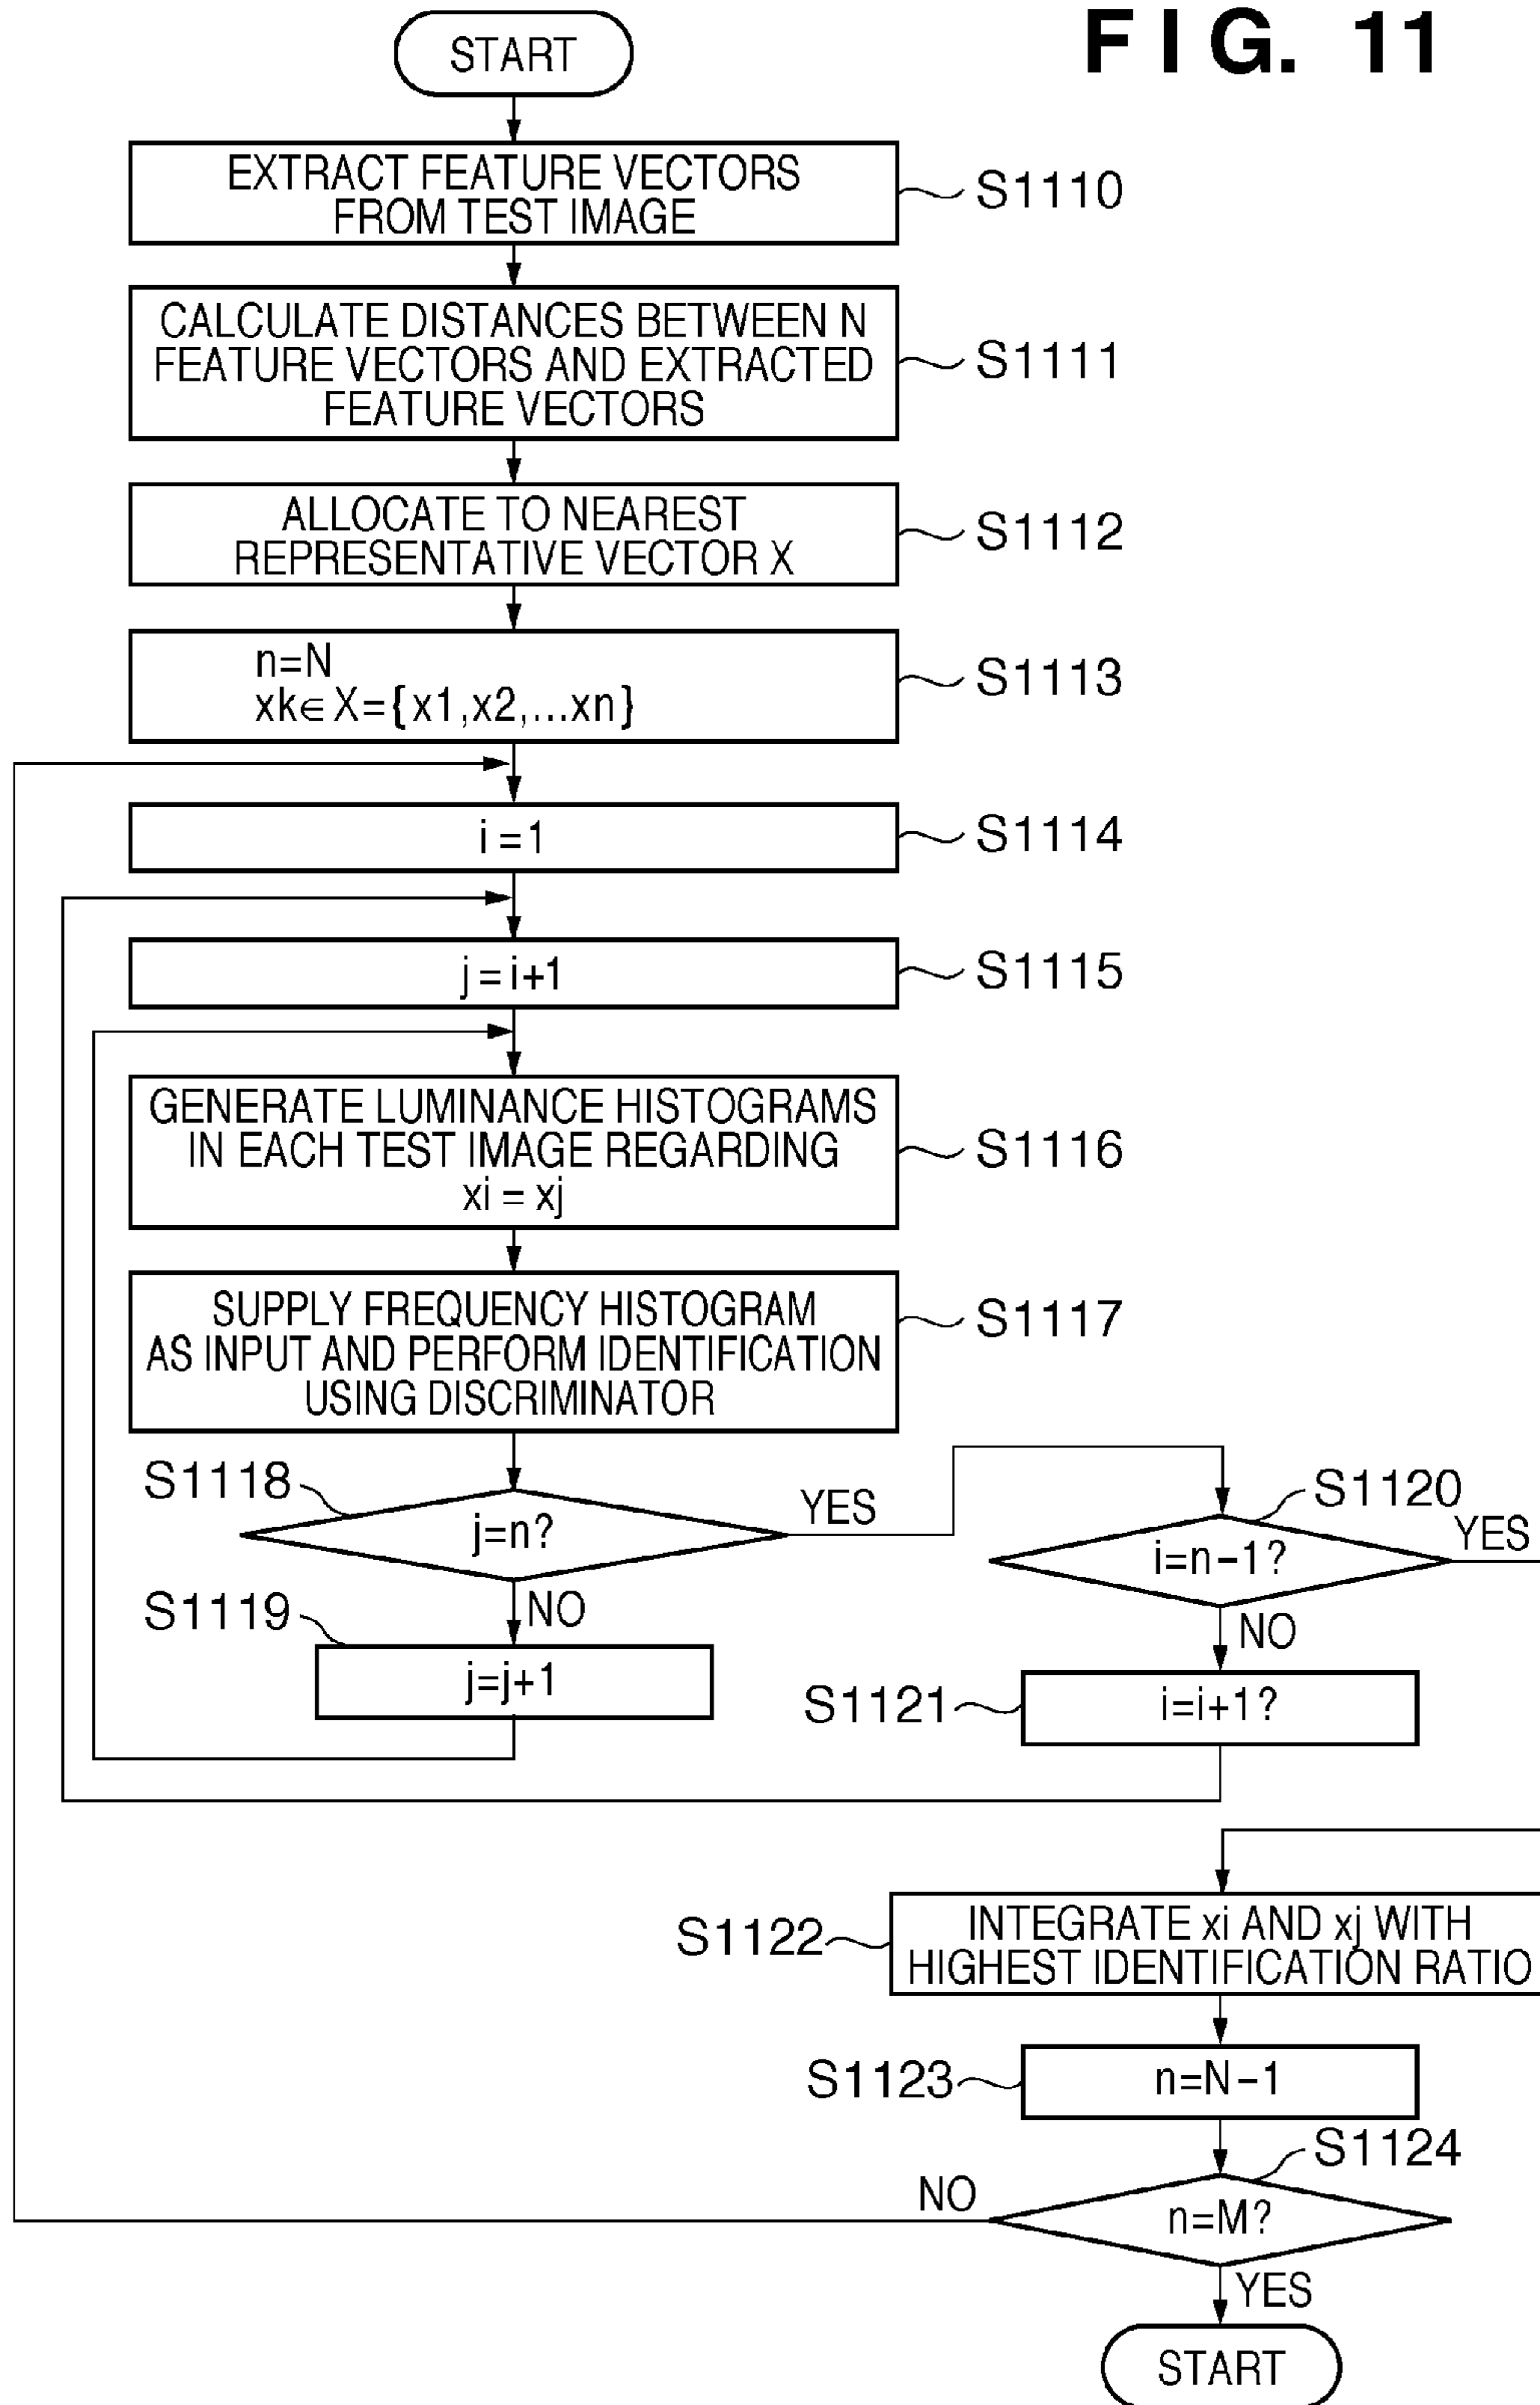 FIG. 11
START
EXTRACT FEATURE VECTORS
FROM TEST IMAGE
S1110
CALCULATE DISTANCES BETWEEN N
FEATURE VECTORS AND EXTRACTED
FEATURE VECTORS
S1111
ALLOCATE TO NEAREST
REPRESENTATIVE VECTOR X
S1112
n=N
xk∈X={x1,x2,...xn}
S1113
i=1
S1114
j=i+1
S1115
GENERATE LUMINANCE HISTOGRAMS
IN EACH TEST IMAGE REGARDING
xi = xj
S1116
SUPPLY FREQUENCY HISTOGRAM
AS INPUT AND PERFORM IDENTIFICATION
USING DISCRIMINATOR
S1117
S1118
j=n?
YES
NO
S1119
j=j+1
S1120
i=n-1?
YES
NO
S1121
i=i+1?
S1122
INTEGRATE xi AND xj WITH
HIGHEST IDENTIFICATION RATIO
S1123
n=N-1
S1124
n=M?
NO
YES
START